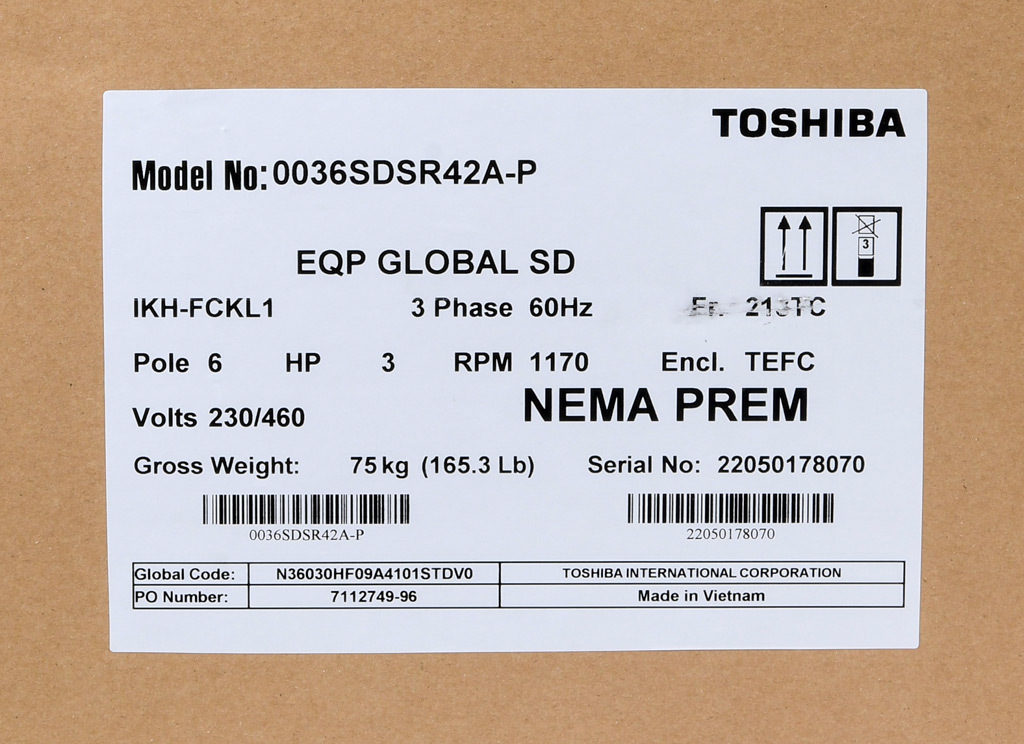 TOSHIBA
Model No: 0036SDSR42A-P
3
EQP GLOBAL SD
IKH-FCKL1 3 Phase 60Hz Fr. 213TC
Pole 6 HP 3 RPM 1170 Encl. TEFC
Volts 230/460 NEMA PREM
Gross Weight: 75 kg (165.3 Lb) Serial No: 22050178070
0036SDSR42A-P 22050178070
Global Code: N36030HF09A4101STDV0 TOSHIBA INTERNATIONAL CORPORATION
PO Number: 7112749-96 Made in Vietnam